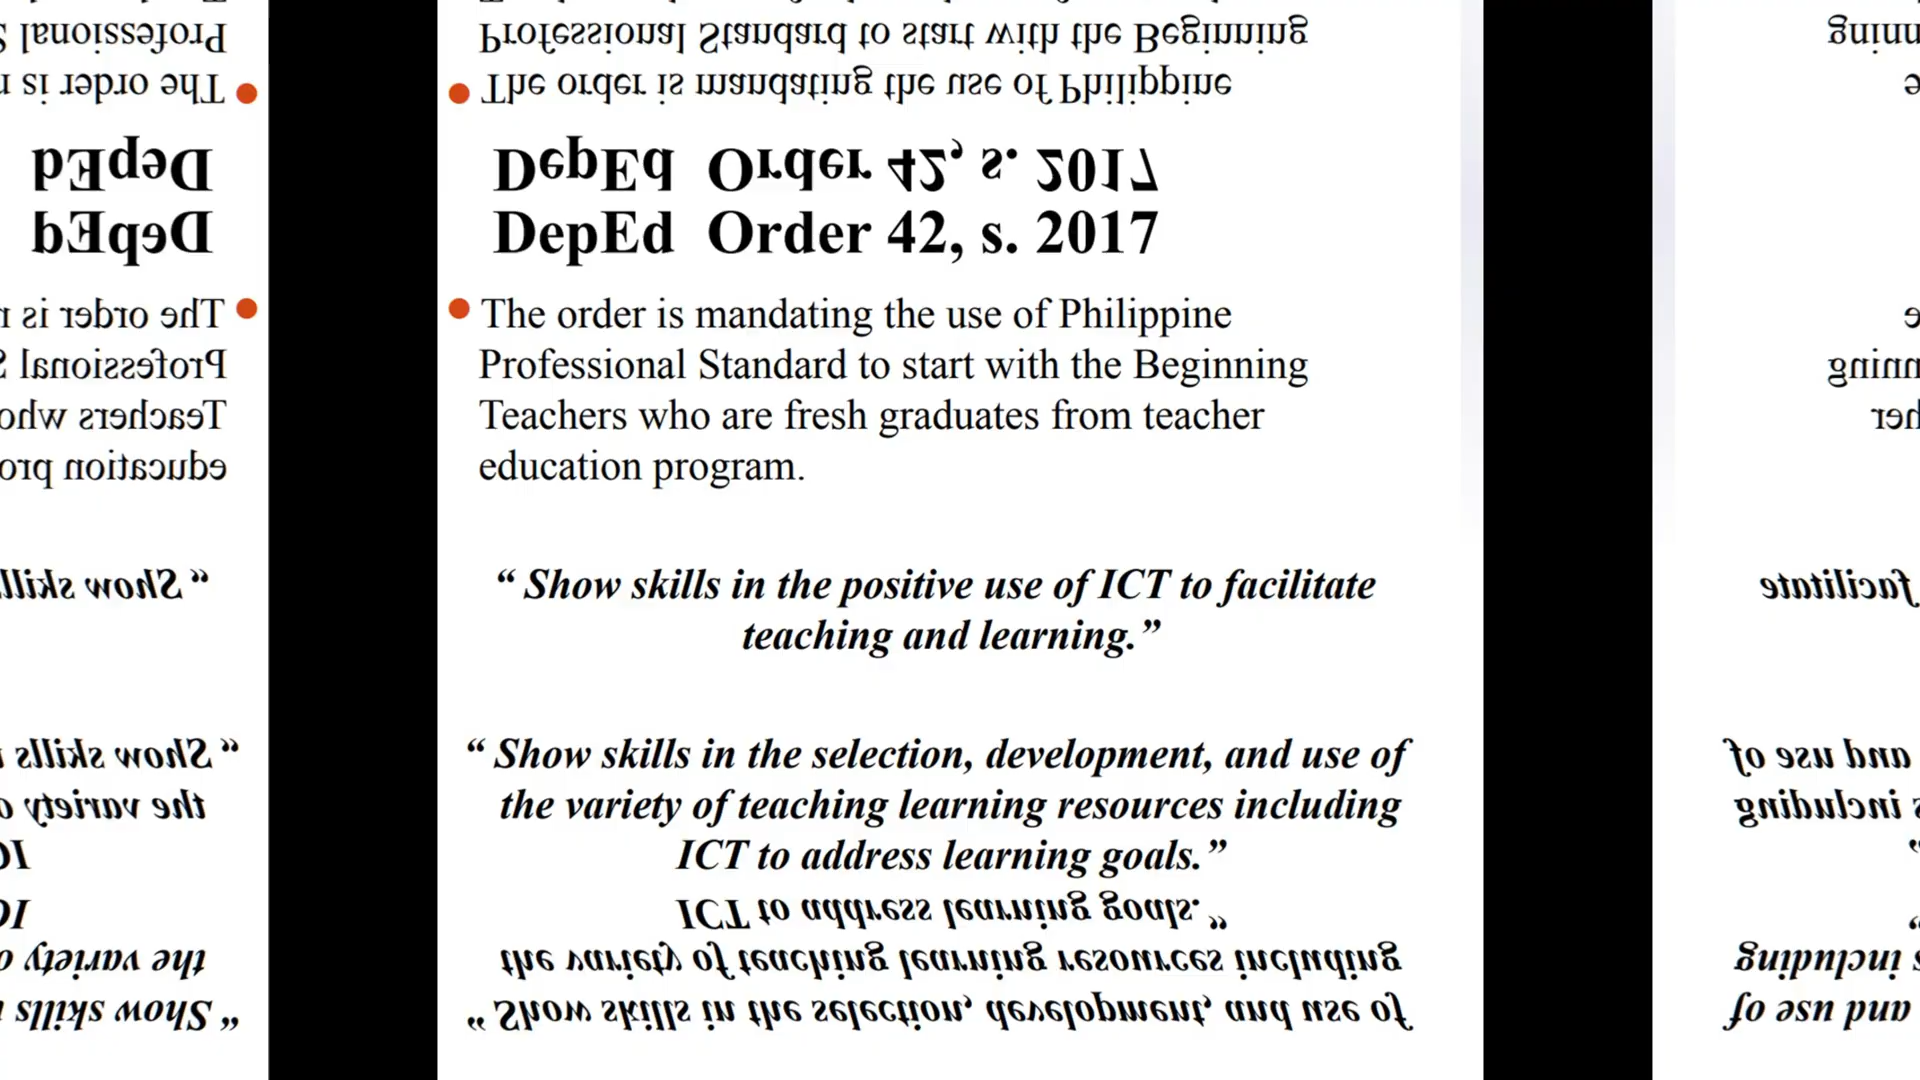 DepEd Order 42, s. 2017
• The order is mandating the use of Philippine
Professional Standard to start with the Beginning
Teachers who are fresh graduates from teacher
education program.
“ Show skills in the positive use of ICT to facilitate
teaching and learning.”
“ Show skills in the selection, development, and use of
the variety of teaching learning resources including
ICT to address learning goals.”